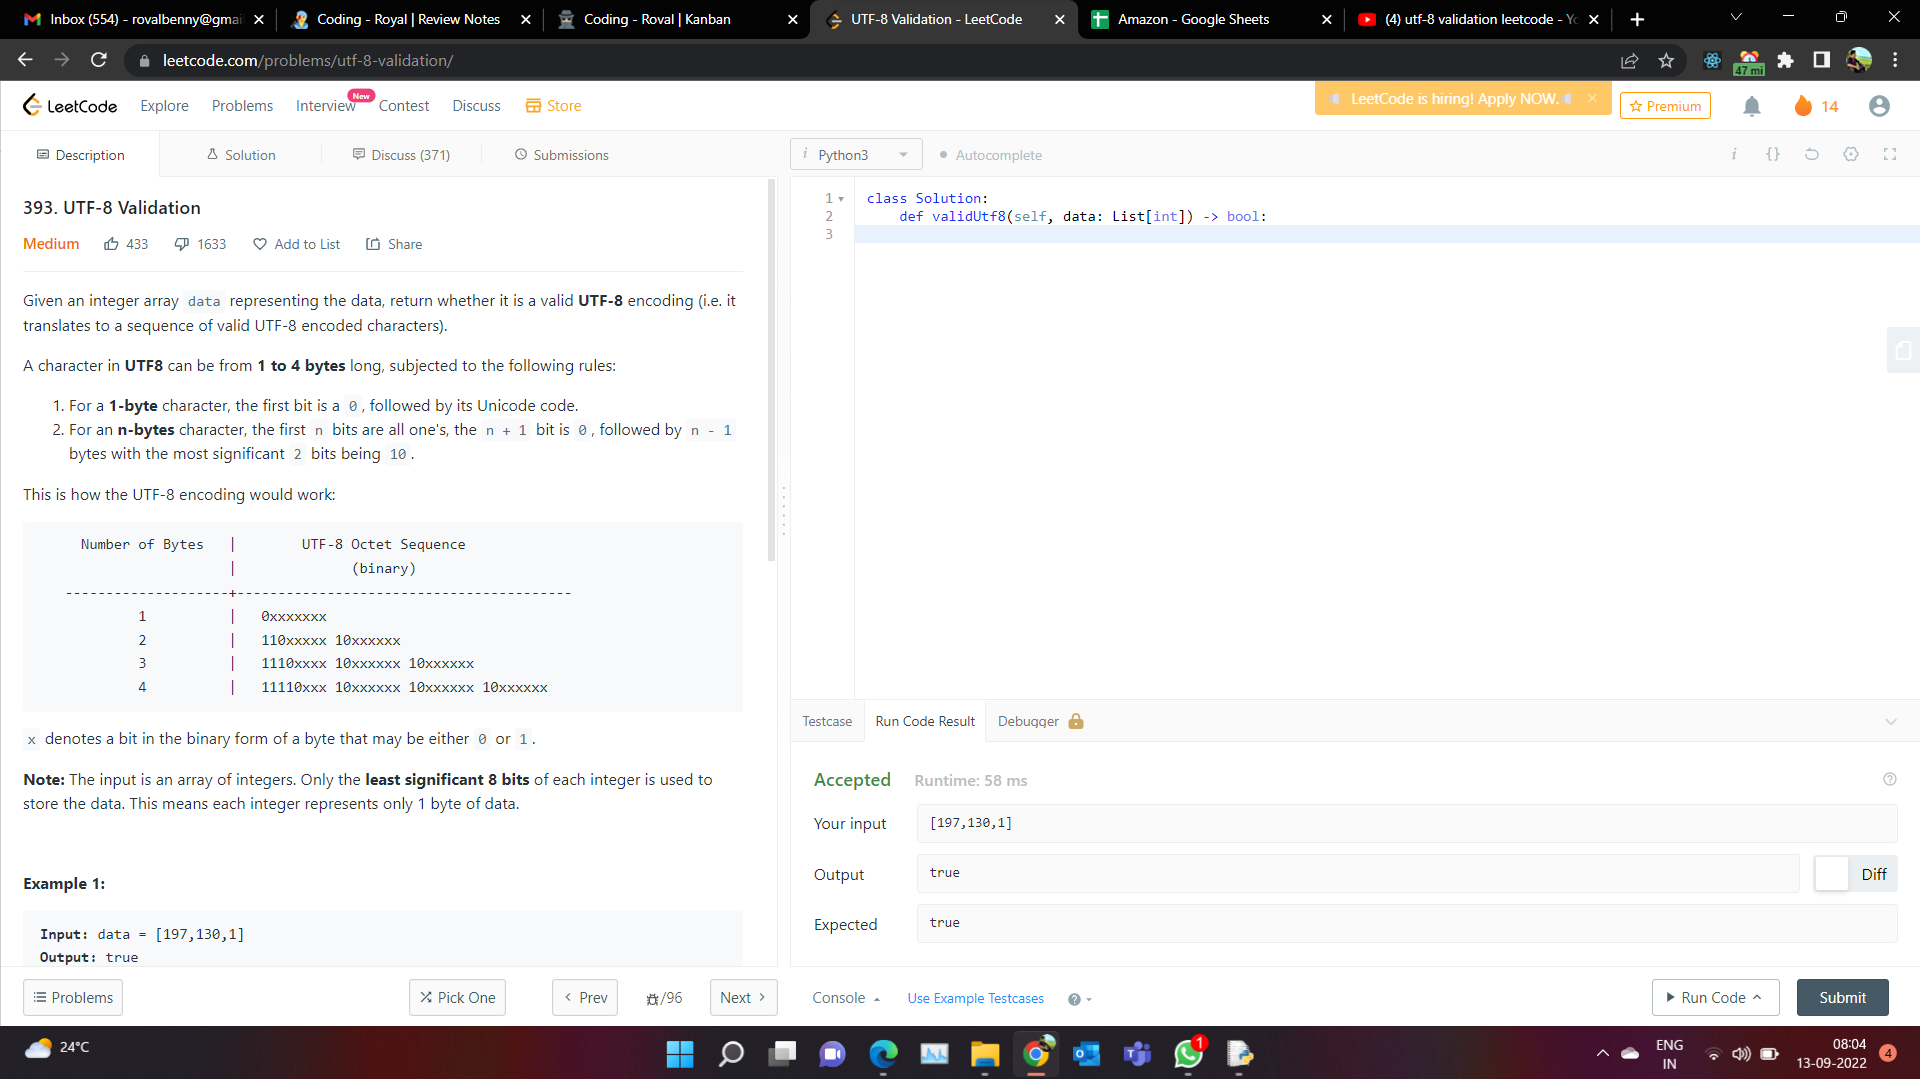 Inbox (554) - rovalbenny@gmai
Coding - Royal | Review Notes
Coding - Roval | Kanban
UTF-8 Validation - LeetCode
Amazon - Google Sheets
(4) utf-8 validation leetcode - Yo
leetcode.com/problems/utf-8-validation/
47 mi
LeetCode
Explore
Problems
Interview
New
Contest
Discuss
Store
LeetCode is hiring! Apply NOW.
Premium
14
Description
Solution
Discuss (371)
Submissions
i Python3
Autocomplete
i {}
393. UTF-8 Validation
Medium 433 1633 Add to List Share
Given an integer array data representing the data, return whether it is a valid UTF-8 encoding (i.e. it
translates to a sequence of valid UTF-8 encoded characters).
A character in UTF8 can be from 1 to 4 bytes long, subjected to the following rules:
1. For a 1-byte character, the first bit is a 0, followed by its Unicode code.
2. For an n-bytes character, the first n bits are all one's, the n + 1 bit is 0, followed by n - 1
bytes with the most significant 2 bits being 10.
This is how the UTF-8 encoding would work:
Number of Bytes | UTF-8 Octet Sequence
| (binary)
--------------------+-----------------------------------------
1 | 0xxxxxxx
2 | 110xxxxx 10xxxxxx
3 | 1110xxxx 10xxxxxx 10xxxxxx
4 | 11110xxx 10xxxxxx 10xxxxxx 10xxxxxx
x denotes a bit in the binary form of a byte that may be either 0 or 1.
Note: The input is an array of integers. Only the least significant 8 bits of each integer is used to
store the data. This means each integer represents only 1 byte of data.
Example 1:
Input: data = [197,130,1]
Output: true
1 class Solution:
2 def validUtf8(self, data: List[int]) -> bool:
3
Testcase
Run Code Result
Debugger
Accepted Runtime: 58 ms
Your input [197,130,1]
Output true
Diff
Expected true
Problems
Pick One
Prev
/96
Next
Console
Use Example Testcases
Run Code
Submit
24°C
1
ENG
IN
08:04
13-09-2022
4